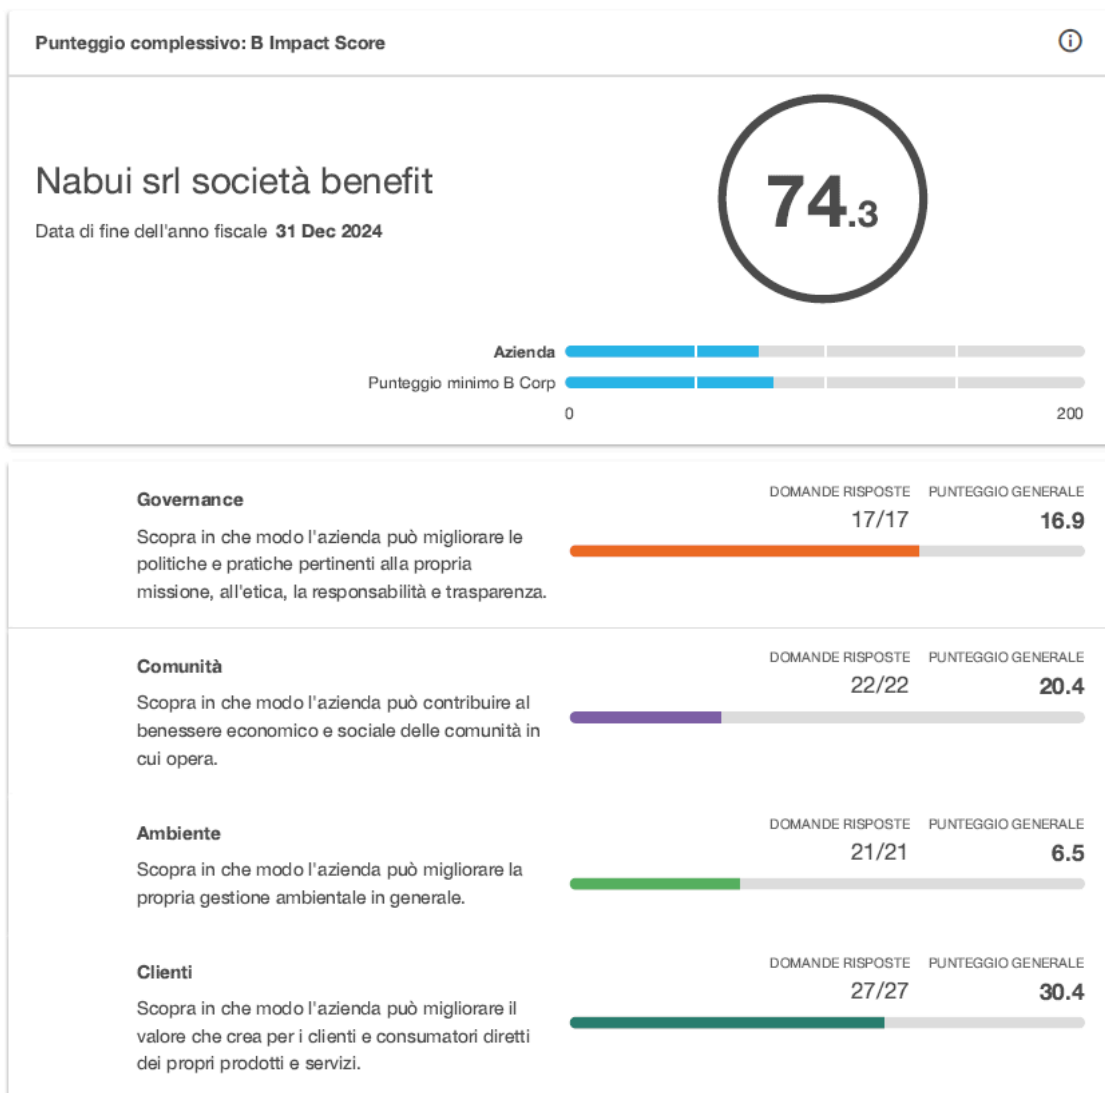 Punteggio complessivo: B Impact Score
Nabui srl società benefit
Data di fine dell'anno fiscale 31 Dec 2024
74.3
Azienda
Punteggio minimo B Corp
0 200
Governance
Scopra in che modo l'azienda può migliorare le
politiche e pratiche pertinenti alla propria
missione, all'etica, la responsabilità e trasparenza.
DOMANDE RISPOSTE PUNTEGGIO GENERALE
17/17 16.9
Comunità
Scopra in che modo l'azienda può contribuire al
benessere economico e sociale delle comunità in
cui opera.
DOMANDE RISPOSTE PUNTEGGIO GENERALE
22/22 20.4
Ambiente
Scopra in che modo l'azienda può migliorare la
propria gestione ambientale in generale.
DOMANDE RISPOSTE PUNTEGGIO GENERALE
21/21 6.5
Clienti
Scopra in che modo l'azienda può migliorare il
valore che crea per i clienti e consumatori diretti
dei propri prodotti e servizi.
DOMANDE RISPOSTE PUNTEGGIO GENERALE
27/27 30.4